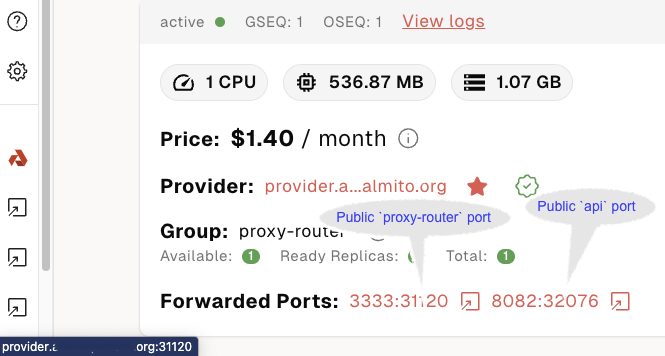 active GSEQ: 1 OSEQ: 1 View logs
1 CPU 536.87 MB 1.07 GB
Price: $1.40 / month
Provider: provider.a...almito.org
Public `proxy-router` port
Public `api` port
Group: proxy-router
Available: 1 Ready Replicas: Total: 1
Forwarded Ports: 3333:31120 8082:32076
provider.a org:31120